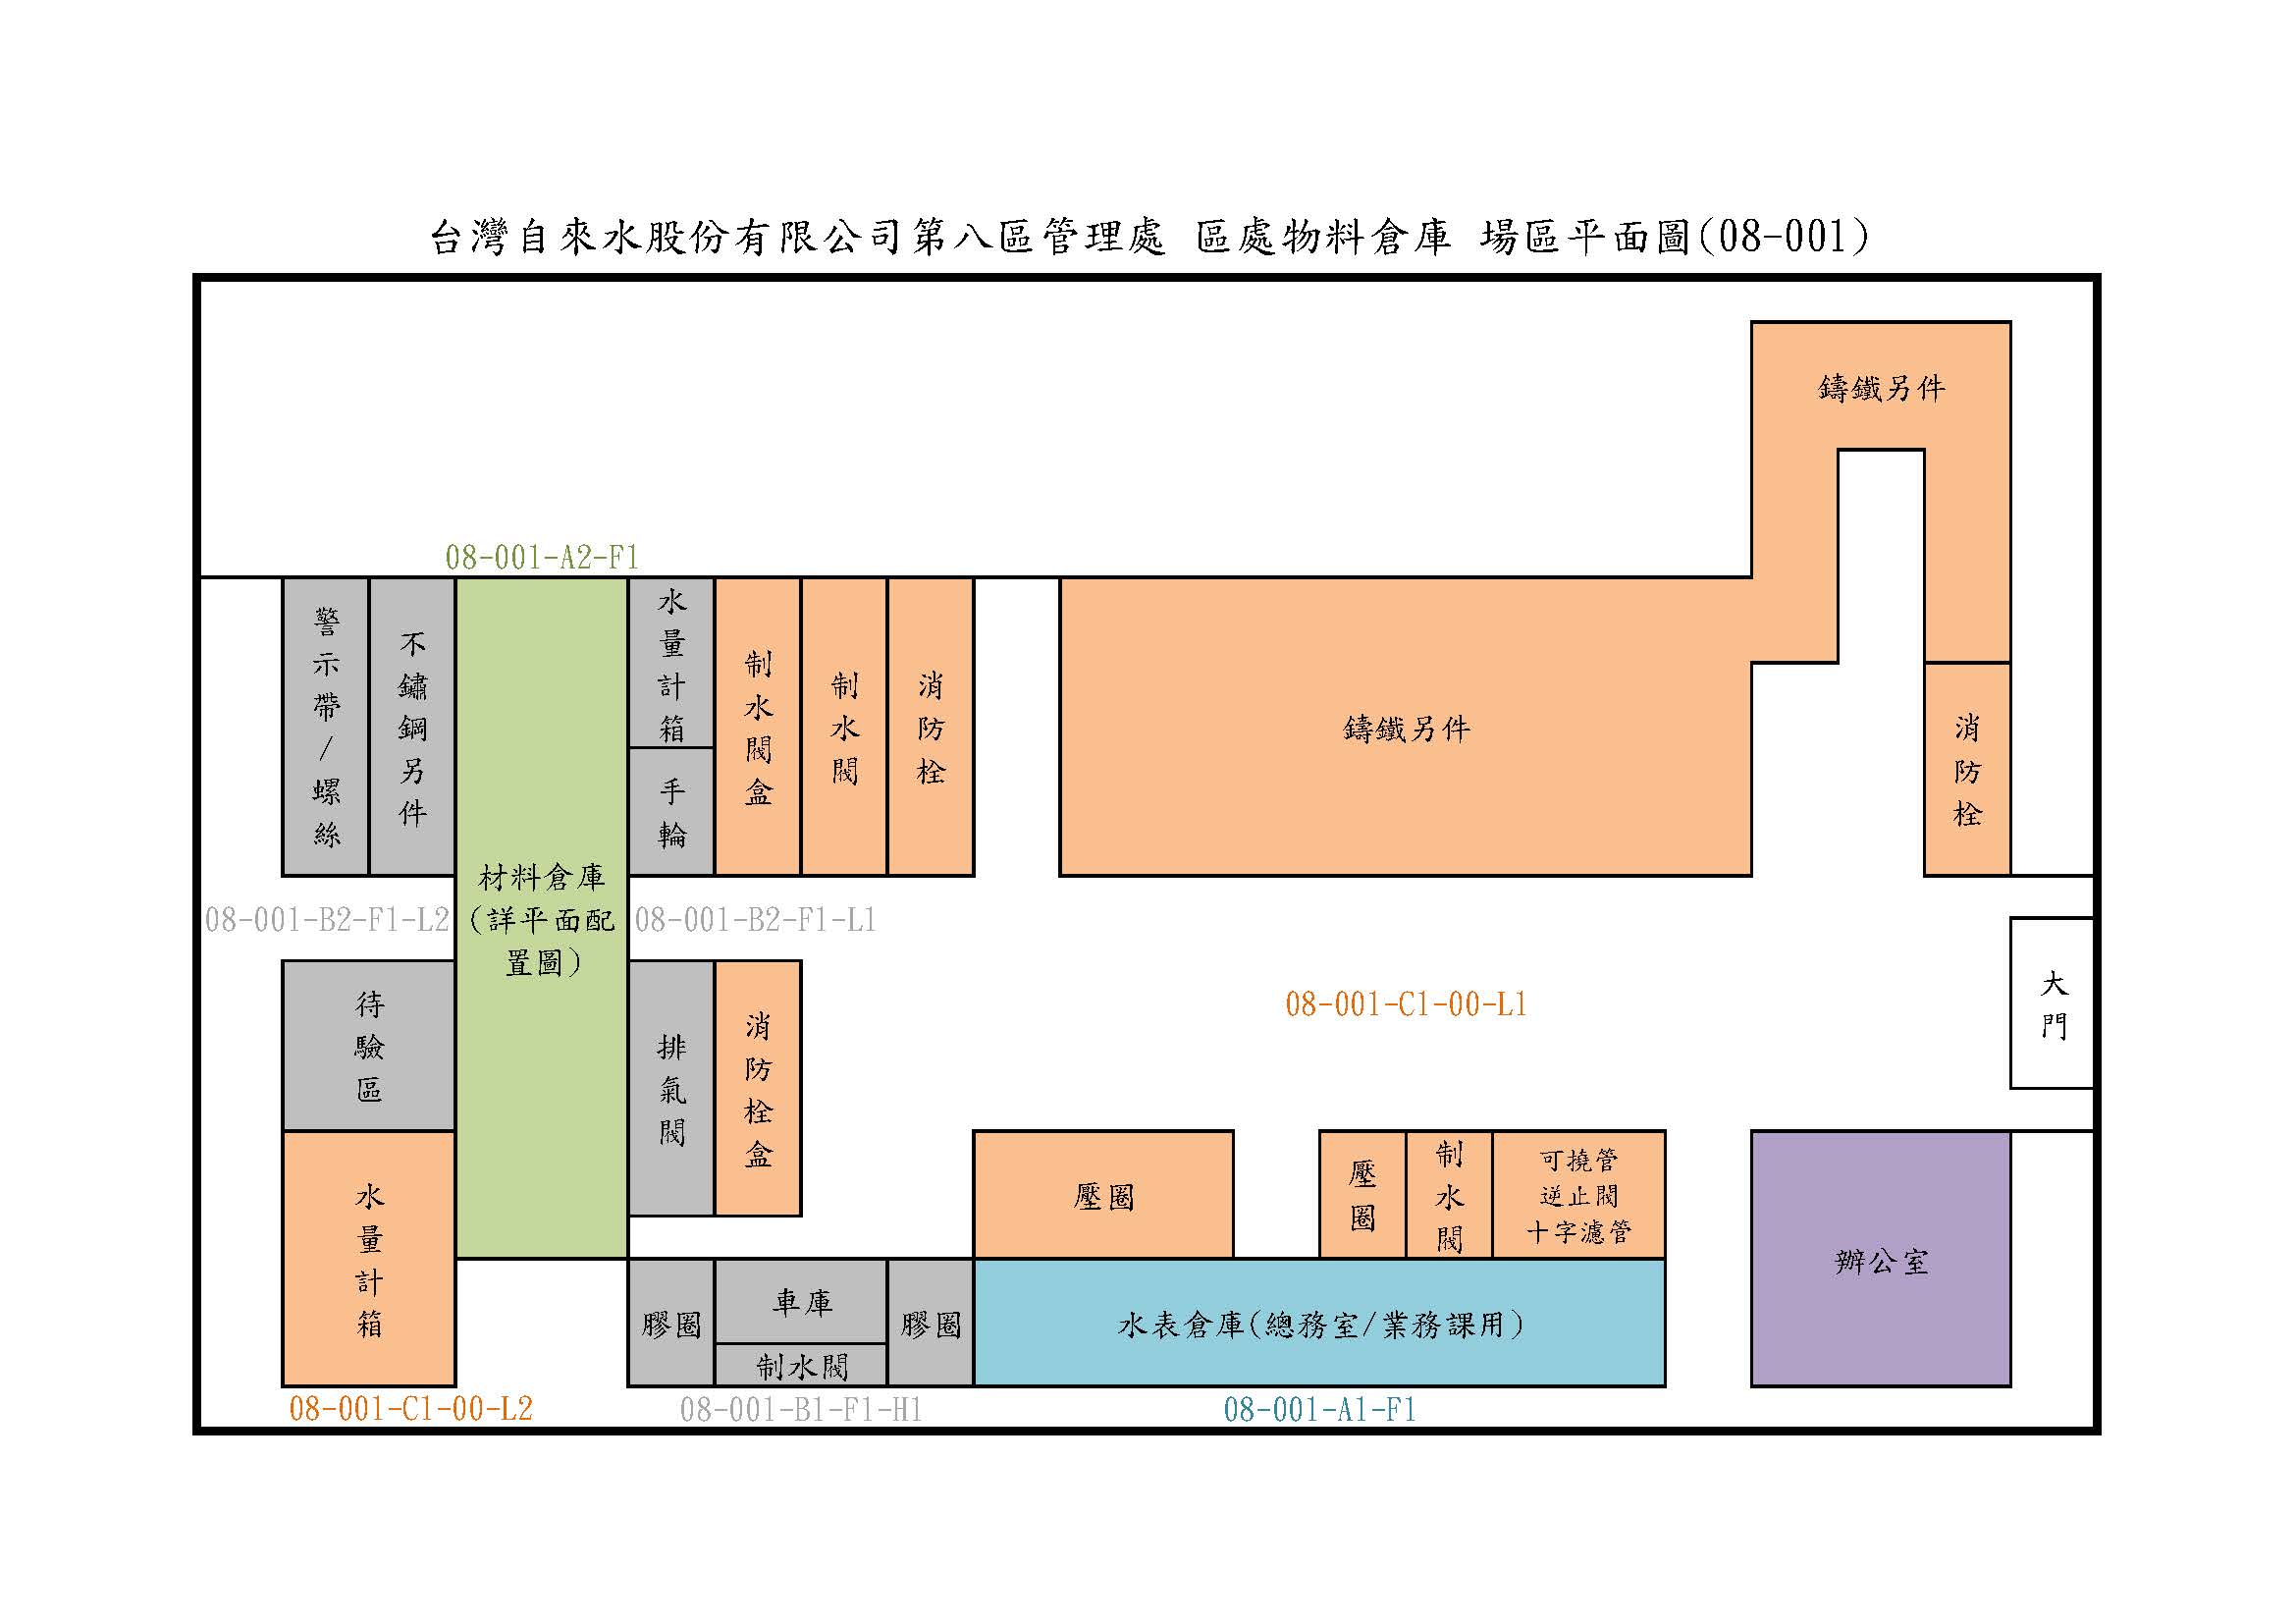 台灣自來水股份有限公司第八區管理處 區處物料倉庫 場區平面圖(08-001)
鑄鐵另件
08-001-A2-F1
警示帶/螺絲
不鏽鋼另件
水量計箱
手輪
制水閥盒
制水閥
消防栓
鑄鐵另件
消防栓
材料倉庫
(詳平面配
置圖)
08-001-B2-F1-L2
08-001-B2-F1-L1
待驗區
排氣閥
消防栓盒
08-001-C1-00-L1
大門
水量計箱
壓圈
壓圈
制水閥
可撓管
逆止閥
十字濾管
辦公室
膠圈
車庫
制水閥
膠圈
水表倉庫(總務室/業務課用)
08-001-C1-00-L2
08-001-B1-F1-H1
08-001-A1-F1